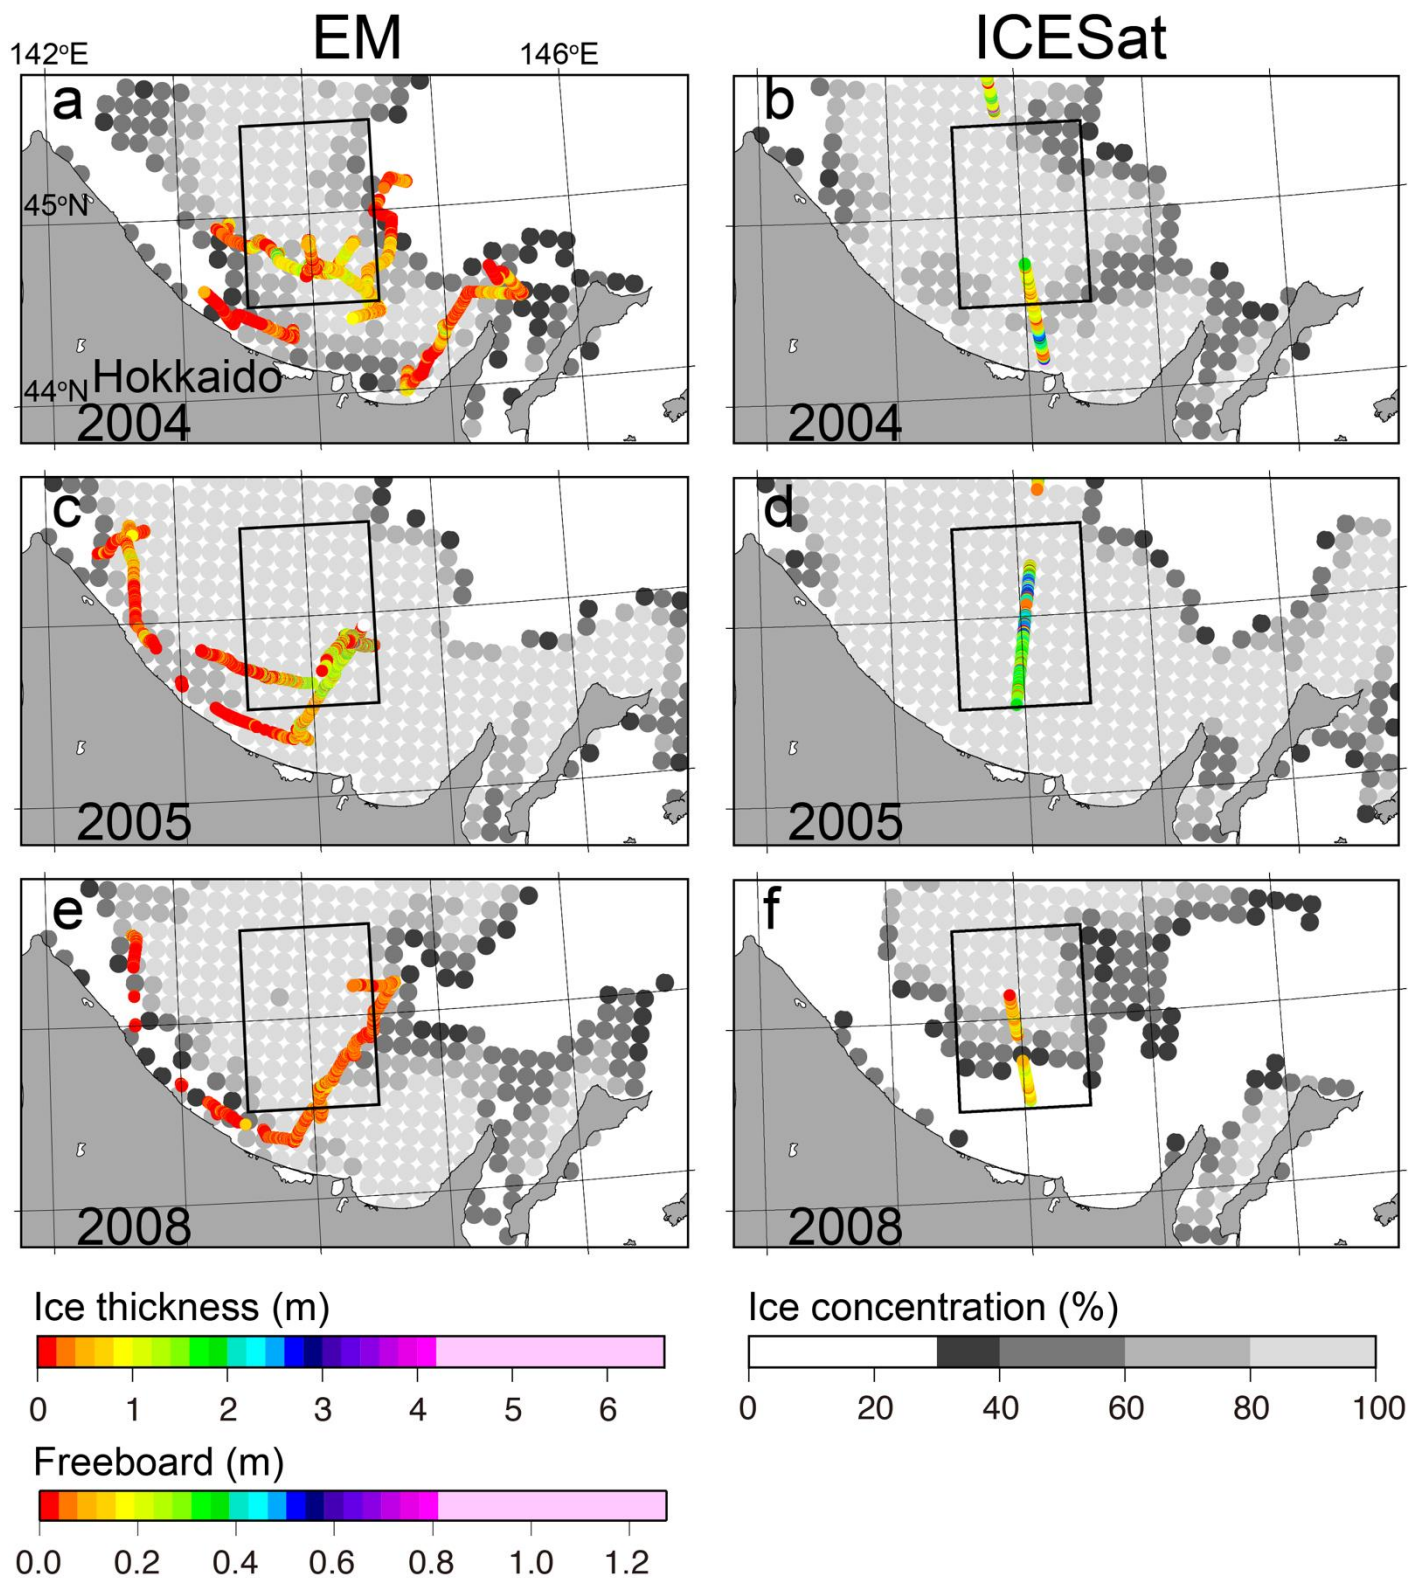 EM
ICESat
142°E
146°E
a
b
45°N
44°N
Hokkaido
2004
2004
c
d
2005
2005
e
f
2008
2008
Ice thickness (m)
0 1 2 3 4 5 6
Ice concentration (%)
0 20 40 60 80 100
Freeboard (m)
0.0 0.2 0.4 0.6 0.8 1.0 1.2